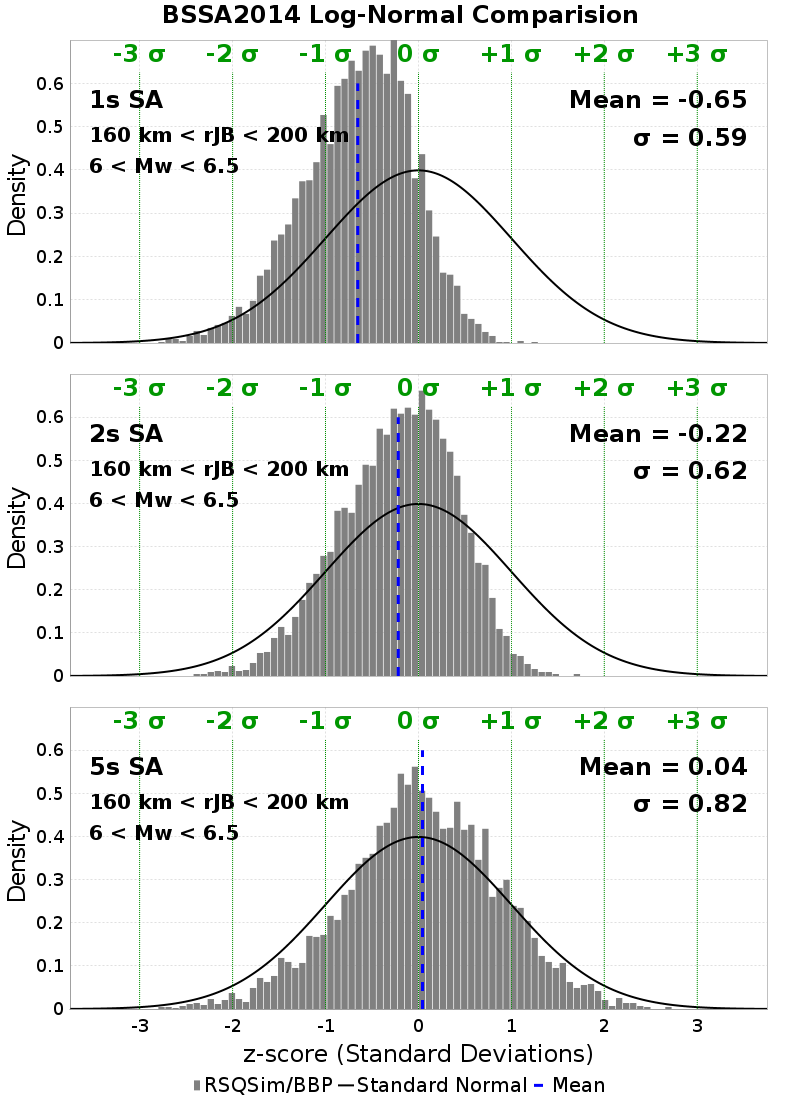 BSSA2014 Log-Normal Comparision
-3 σ -2 σ -1 σ 0 σ +1 σ +2 σ +3 σ
1s SA
160 km < rJB < 200 km
6 < Mw < 6.5
Mean = -0.65
σ = 0.59
Density
0.6
0.5
0.4
0.3
0.2
0.1
0
-3 σ -2 σ -1 σ 0 σ +1 σ +2 σ +3 σ
2s SA
160 km < rJB < 200 km
6 < Mw < 6.5
Mean = -0.22
σ = 0.62
Density
0.6
0.5
0.4
0.3
0.2
0.1
0
-3 σ -2 σ -1 σ 0 σ +1 σ +2 σ +3 σ
5s SA
160 km < rJB < 200 km
6 < Mw < 6.5
Mean = 0.04
σ = 0.82
Density
0.6
0.5
0.4
0.3
0.2
0.1
0
-3 -2 -1 0 1 2 3
z-score (Standard Deviations)
RSQSim/BBP Standard Normal Mean